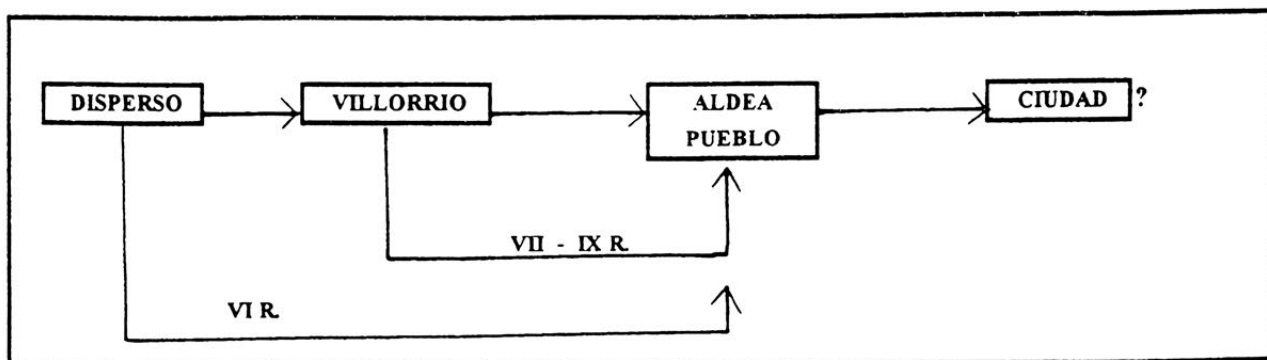 DISPERSO
VILLORRIO
ALDEA
PUEBLO
CIUDAD ?
VII - IX R.
VI R.